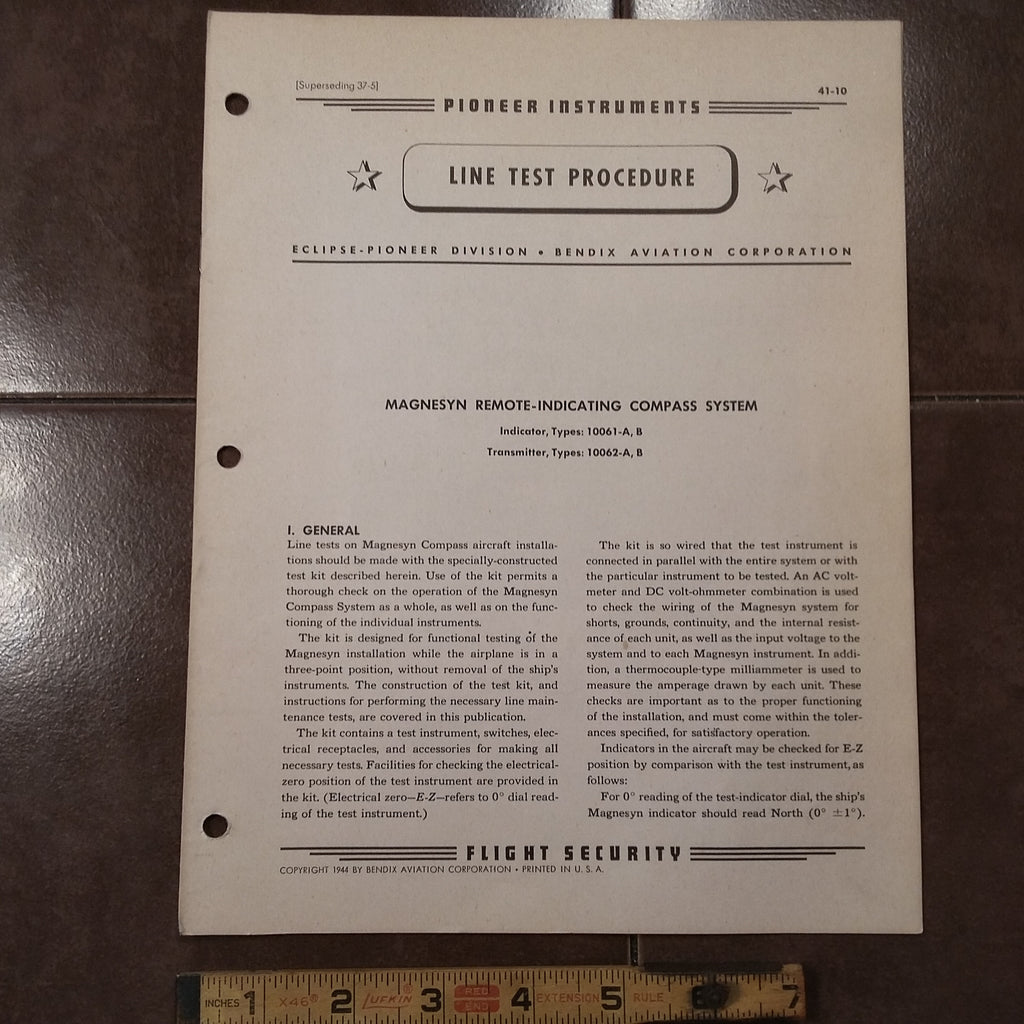 [Superseding 37-5]
41-10
PIONEER INSTRUMENTS
LINE TEST PROCEDURE
ECLIPSE-PIONEER DIVISION • BENDIX AVIATION CORPORATION
MAGNESYN REMOTE-INDICATING COMPASS SYSTEM
Indicator, Types: 10061-A, B
Transmitter, Types: 10062-A, B
I. GENERAL
Line tests on Magnesyn Compass aircraft installa-
tions should be made with the specially-constructed
test kit described herein. Use of the kit permits a
thorough check on the operation of the Magnesyn
Compass System as a whole, as well as on the func-
tioning of the individual instruments.
The kit is designed for functional testing of the
Magnesyn installation while the airplane is in a
three-point position, without removal of the ship's
instruments. The construction of the test kit, and
instructions for performing the necessary line main-
tenance tests, are covered in this publication.
The kit contains a test instrument, switches, elec-
trical receptacles, and accessories for making all
necessary tests. Facilities for checking the electrical-
zero position of the test instrument are provided in
the kit. (Electrical zero—E-Z—refers to 0° dial read-
ing of the test instrument.)
The kit is so wired that the test instrument is
connected in parallel with the entire system or with
the particular instrument to be tested. An AC volt-
meter and DC volt-ohmmeter combination is used
to check the wiring of the Magnesyn system for
shorts, grounds, continuity, and the internal resist-
ance of each unit, as well as the input voltage to the
system and to each Magnesyn instrument. In addi-
tion, a thermocouple-type milliammeter is used to
measure the amperage drawn by each unit. These
checks are important as to the proper functioning
of the installation, and must come within the toler-
ances specified, for satisfactory operation.
Indicators in the aircraft may be checked for E-Z
position by comparison with the test instrument, as
follows:
For 0° reading of the test-indicator dial, the ship's
Magnesyn indicator should read North (0° ±1°).
FLIGHT SECURITY
COPYRIGHT 1944 BY BENDIX AVIATION CORPORATION • PRINTED IN U. S. A.
INCHES 1 X46® 2 LUFKIN® 3 RED END 4 EXTENSION 5 RULE 7